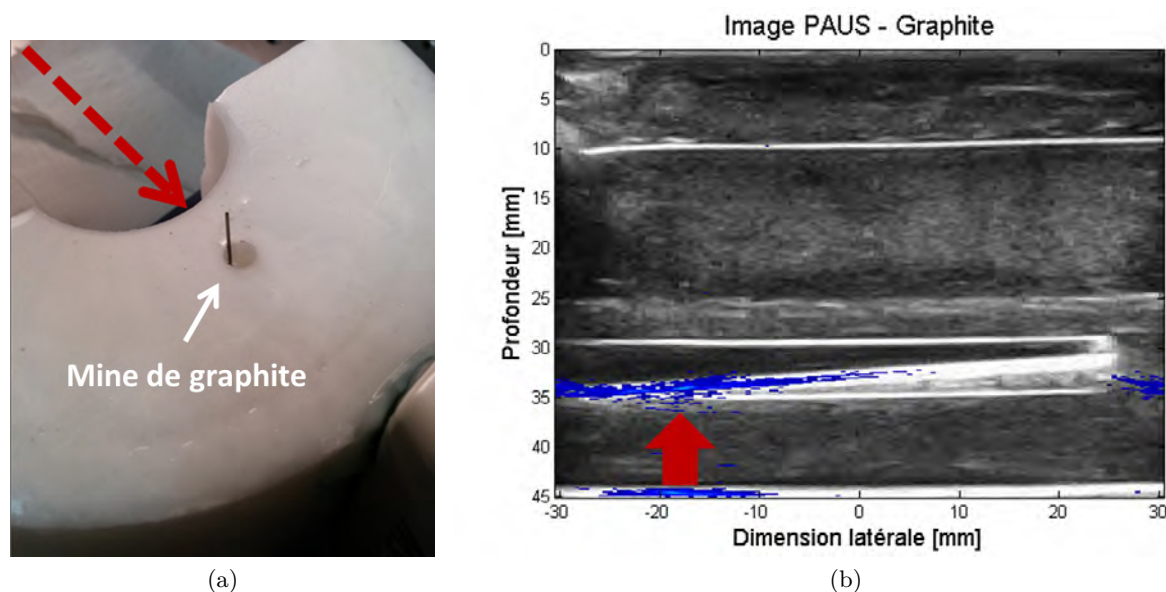 Mine de graphite
(a)
Image PAUS - Graphite
Profondeur [mm]
0
5
10
15
20
25
30
35
40
45
-30 -20 -10 0 10 20 30
Dimension latérale [mm]
(b)